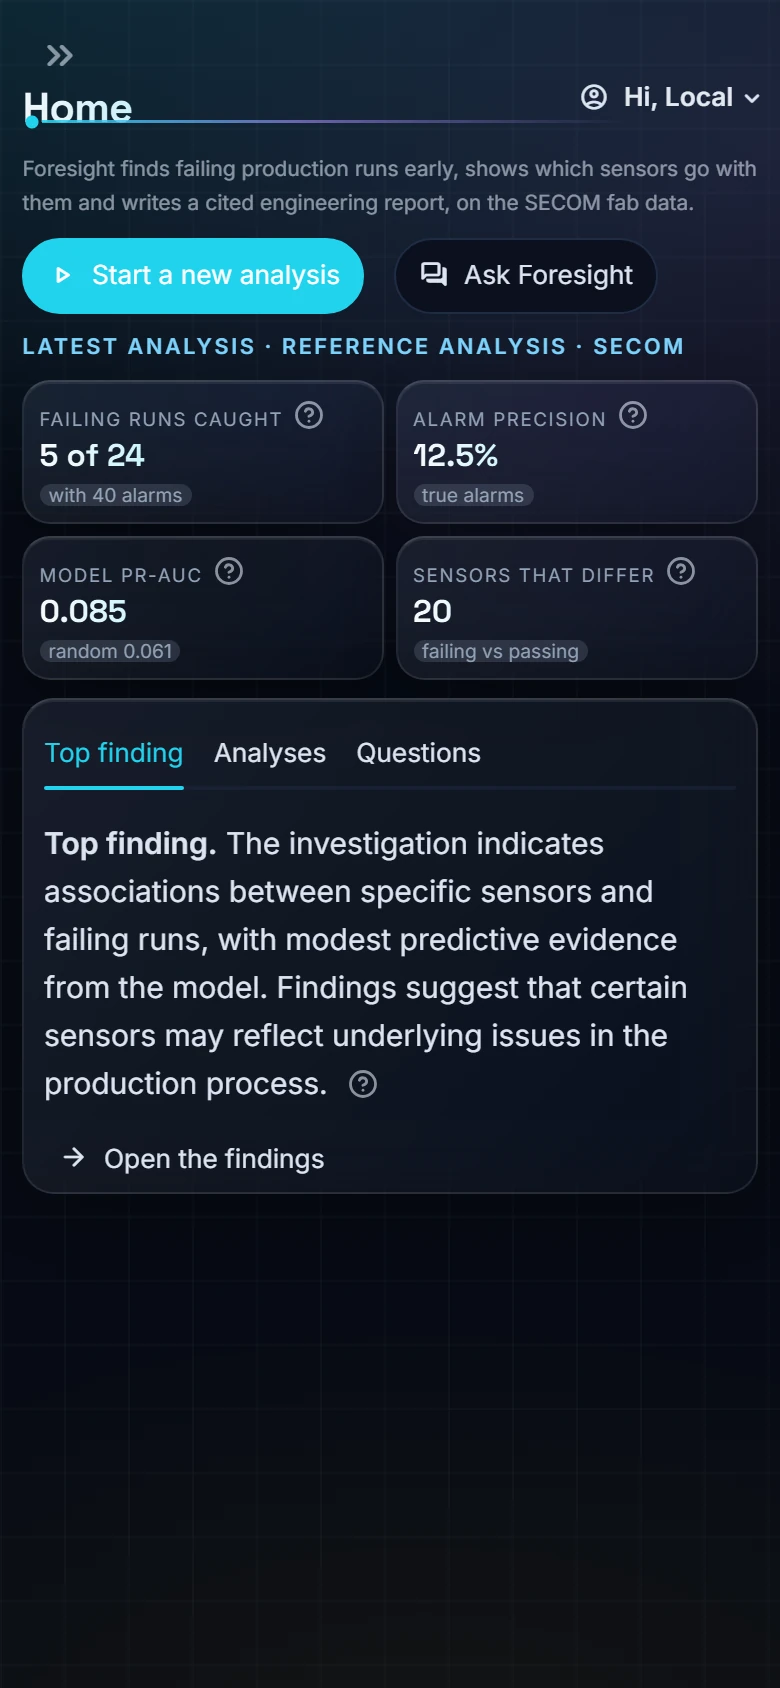 Home
Hi, Local
Foresight finds failing production runs early, shows which sensors go with
them and writes a cited engineering report, on the SECOM fab data.
Start a new analysis
Ask Foresight
LATEST ANALYSIS · REFERENCE ANALYSIS · SECOM
FAILING RUNS CAUGHT
5 of 24
with 40 alarms
ALARM PRECISION
12.5%
true alarms
MODEL PR-AUC
0.085
random 0.061
SENSORS THAT DIFFER
20
failing vs passing
Top finding Analyses Questions
Top finding. The investigation indicates
associations between specific sensors and
failing runs, with modest predictive evidence
from the model. Findings suggest that certain
sensors may reflect underlying issues in the
production process.
Open the findings